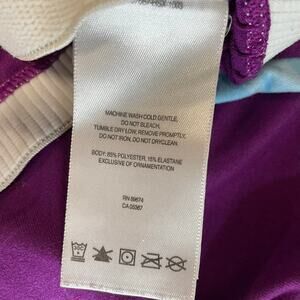 MACHINE WASH COLD GENTLE,
DO NOT BLEACH,
TUMBLE DRY LOW, REMOVE PROMPTLY,
DO NOT IRON, DO NOT DRYCLEAN
BODY: 85% POLYESTER, 15% ELASTANE
EXCLUSIVE OF ORNAMENTATION
RN 89674
CA 05367